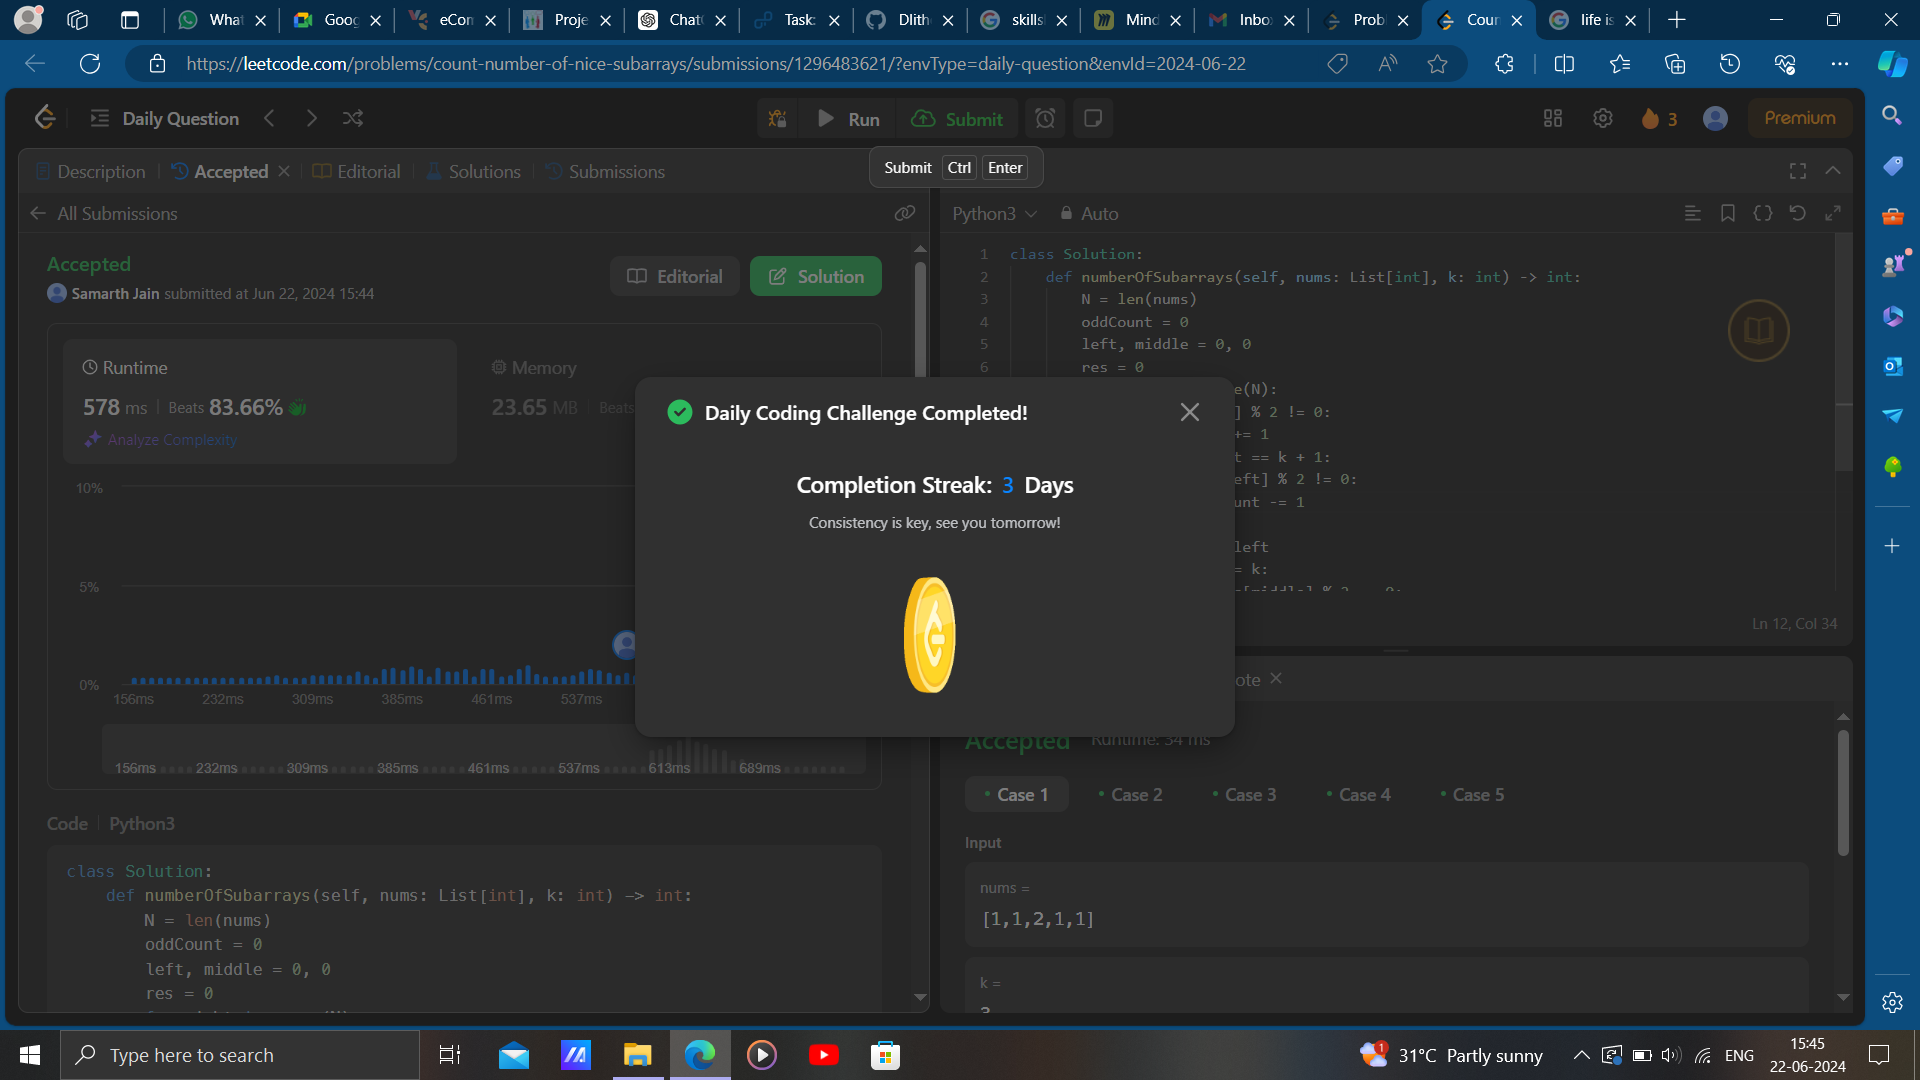 What
Goog
eCon
Proje
Chat
Task:
Dlith
skills
Mind
Inbo
Prob
Coun
life is
https://leetcode.com/problems/count-number-of-nice-subarrays/submissions/1296483621/?envType=daily-question&envId=2024-06-22
Daily Question
Run
Submit
3
Premium
Submit Ctrl Enter
Description
Accepted
Editorial
Solutions
Submissions
All Submissions
Accepted
Samarth Jain submitted at Jun 22, 2024 15:44
Editorial
Solution
Runtime
578 ms | Beats 83.66%
Analyze Complexity
Memory
23.65 MB | Beats
10%
5%
0%
156ms 232ms 309ms 385ms 461ms 537ms
156ms 232ms 309ms 385ms 461ms 537ms 613ms 689ms
Code | Python3
class Solution:
def numberOfSubarrays(self, nums: List[int], k: int) -> int:
N = len(nums)
oddCount = 0
left, middle = 0, 0
res = 0
Daily Coding Challenge Completed!
Completion Streak: 3 Days
Consistency is key, see you tomorrow!
Python3
Auto
1 class Solution:
2 def numberOfSubarrays(self, nums: List[int], k: int) -> int:
3 N = len(nums)
4 oddCount = 0
5 left, middle = 0, 0
6 res = 0
e(N):
] % 2 != 0:
+= 1
t == k + 1:
eft] % 2 != 0:
unt -= 1
left
= k:
Ln 12, Col 34
ote
Accepted Runtime: 34 ms
Case 1
Case 2
Case 3
Case 4
Case 5
Input
nums =
[1,1,2,1,1]
k =
Type here to search
1
31°C Partly sunny
ENG
15:45
22-06-2024